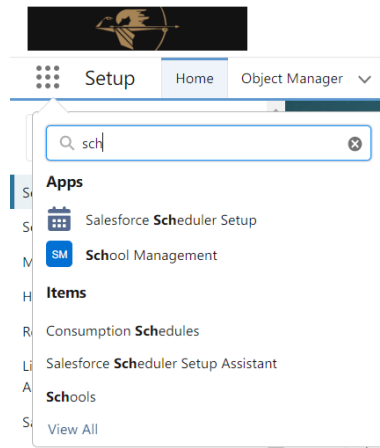 Setup
Home
Object Manager
sch
Apps
Salesforce Scheduler Setup
SM
School Management
Items
Consumption Schedules
Salesforce Scheduler Setup Assistant
Schools
View All